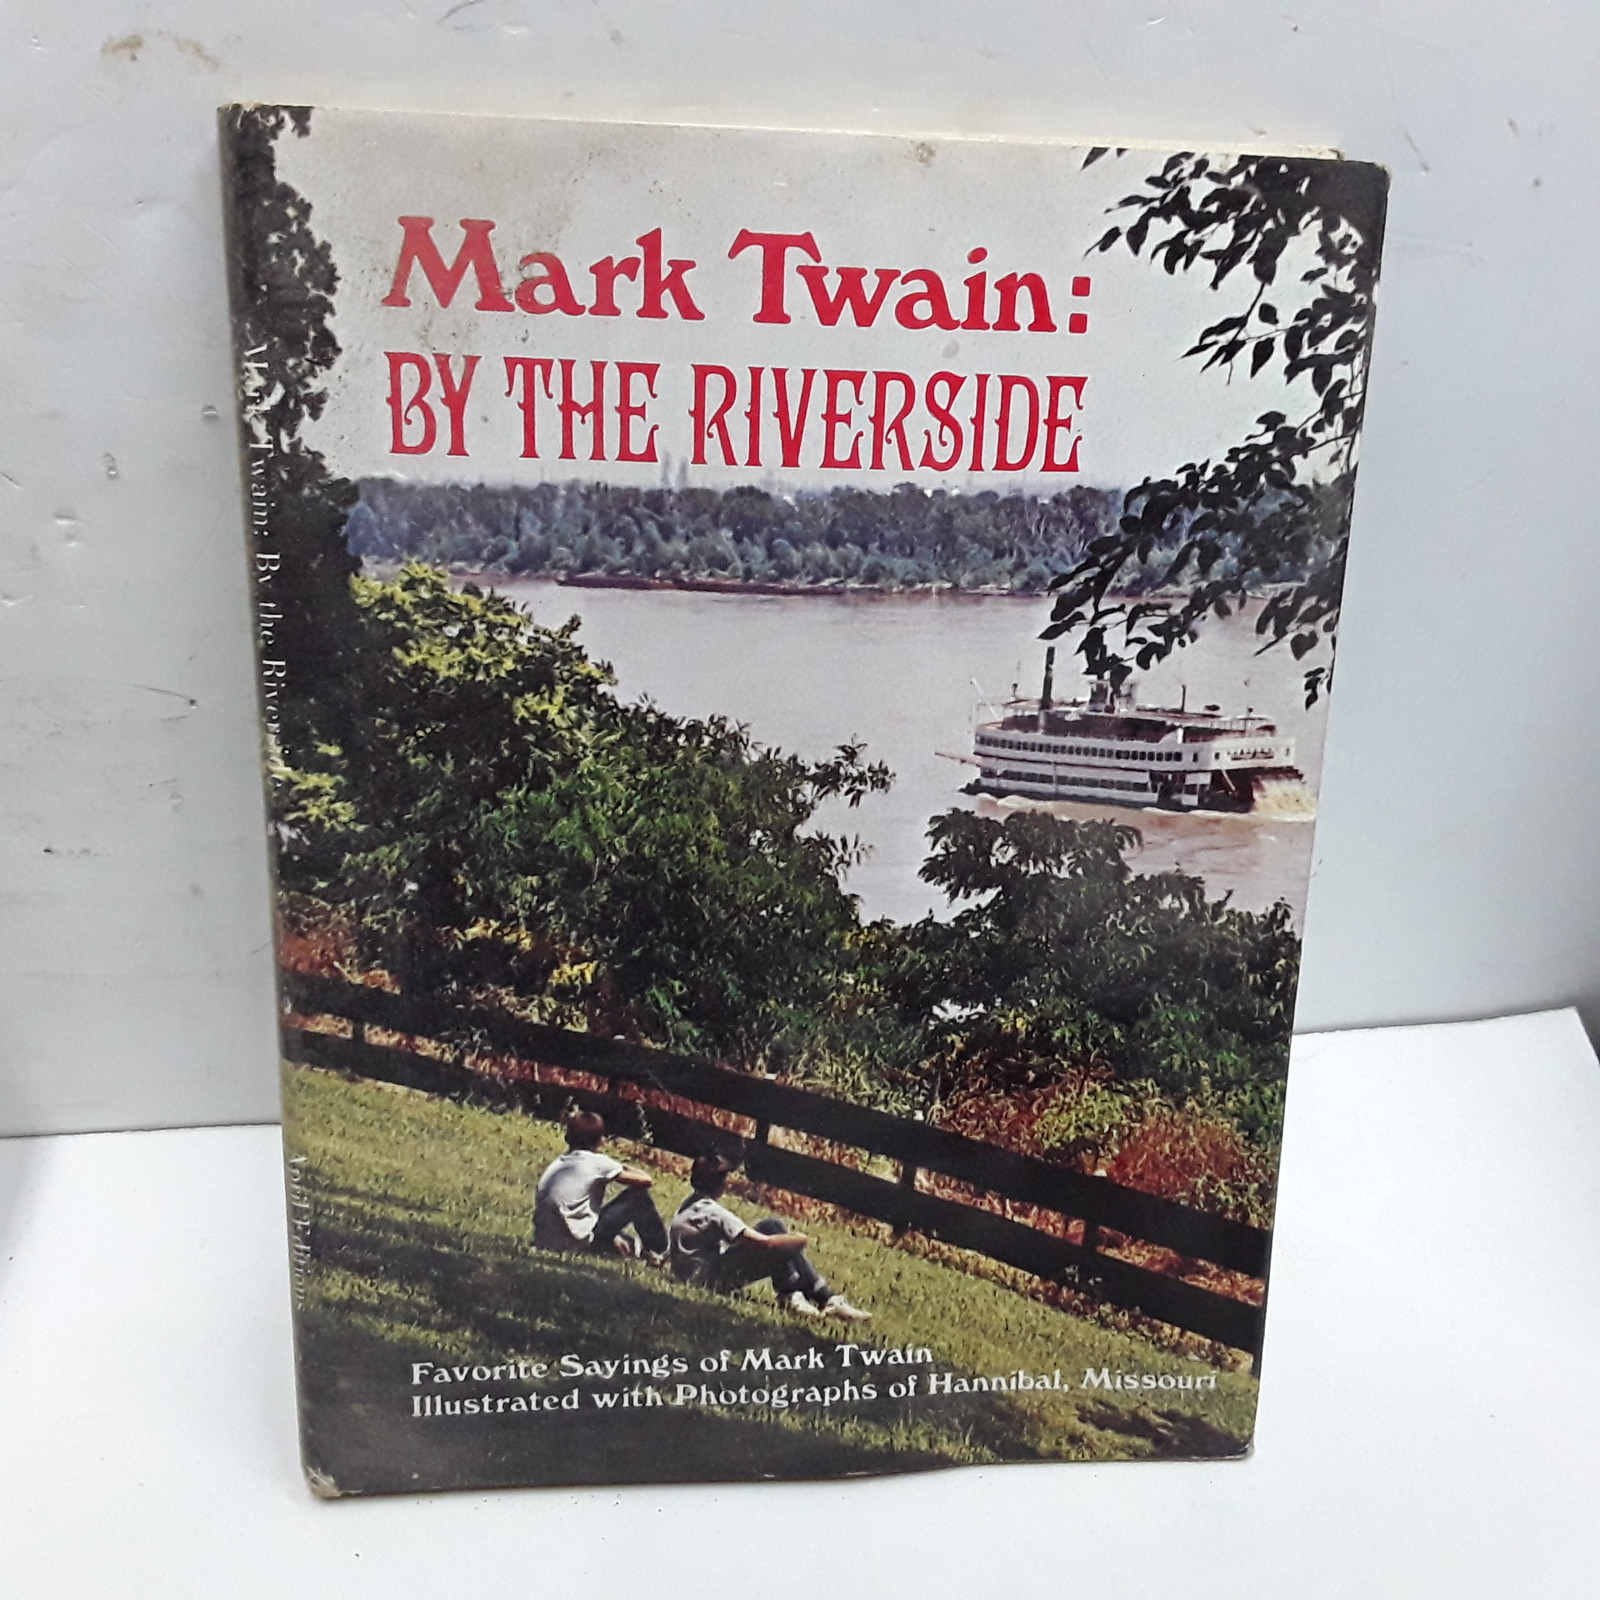 Mark Twain:
BY THE RIVERSIDE
Favorite Sayings of Mark Twain
Illustrated with Photographs of Hannibal, Missouri
Mark Twain: By the Riverside
Editions